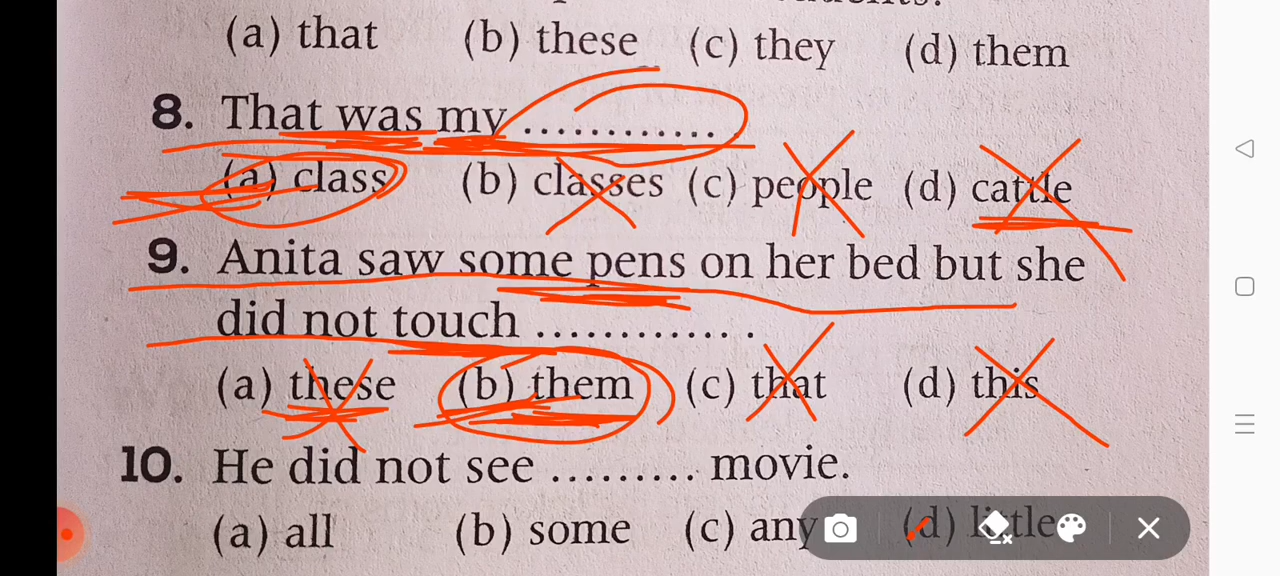 (a) that (b) these (c) they (d) them
8. That was my ............
(a) class (b) classes (c) people (d) cattle
9. Anita saw some pens on her bed but she
did not touch ............. .
(a) these (b) them (c) that (d) this
10. He did not see ......... movie.
(a) all (b) some (c) any (d) little